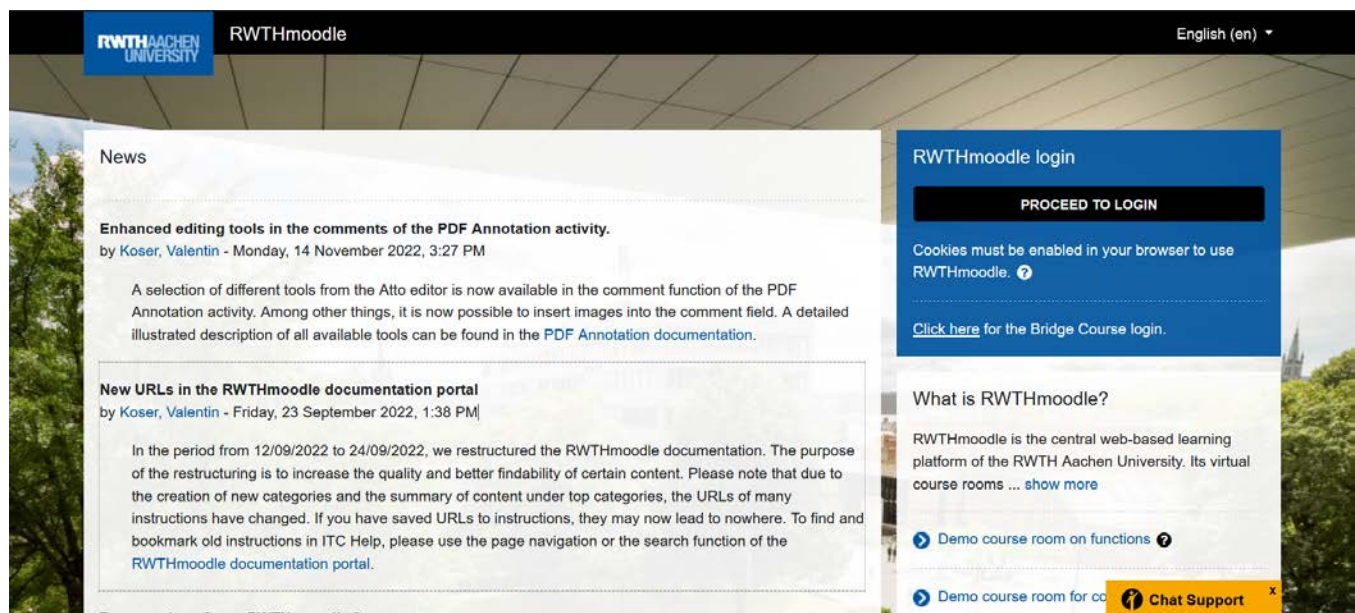 RWTHAACHEN
UNIVERSITY
RWTHmoodle
English (en)
News
Enhanced editing tools in the comments of the PDF Annotation activity.
by Koser, Valentin - Monday, 14 November 2022, 3:27 PM
A selection of different tools from the Atto editor is now available in the comment function of the PDF
Annotation activity. Among other things, it is now possible to insert images into the comment field. A detailed
illustrated description of all available tools can be found in the PDF Annotation documentation.
New URLs in the RWTHmoodle documentation portal
by Koser, Valentin - Friday, 23 September 2022, 1:38 PM
In the period from 12/09/2022 to 24/09/2022, we restructured the RWTHmoodle documentation. The purpose
of the restructuring is to increase the quality and better findability of certain content. Please note that due to
the creation of new categories and the summary of content under top categories, the URLs of many
instructions have changed. If you have saved URLs to instructions, they may now lead to nowhere. To find and
bookmark old instructions in ITC Help, please use the page navigation or the search function of the
RWTHmoodle documentation portal.
RWTHmoodle login
PROCEED TO LOGIN
Cookies must be enabled in your browser to use
RWTHmoodle. ?
Click here for the Bridge Course login.
What is RWTHmoodle?
RWTHmoodle is the central web-based learning
platform of the RWTH Aachen University. Its virtual
course rooms ... show more
Demo course room on functions ?
Demo course room for
Chat Support x